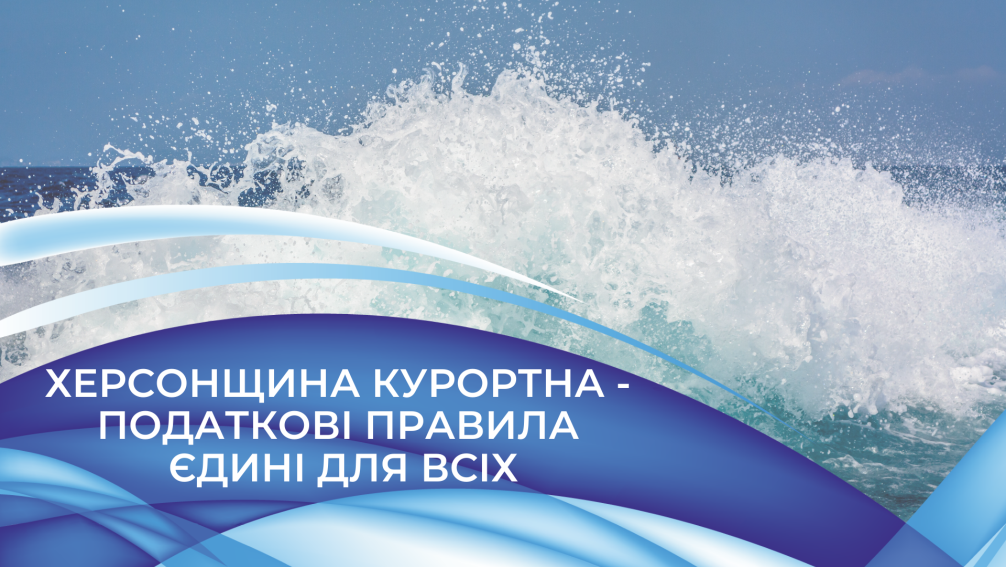 ХЕРСОНЩИНА КУРОРТНА -
ПОДАТКОВІ ПРАВИЛА
ЄДИНІ ДЛЯ ВСІХ